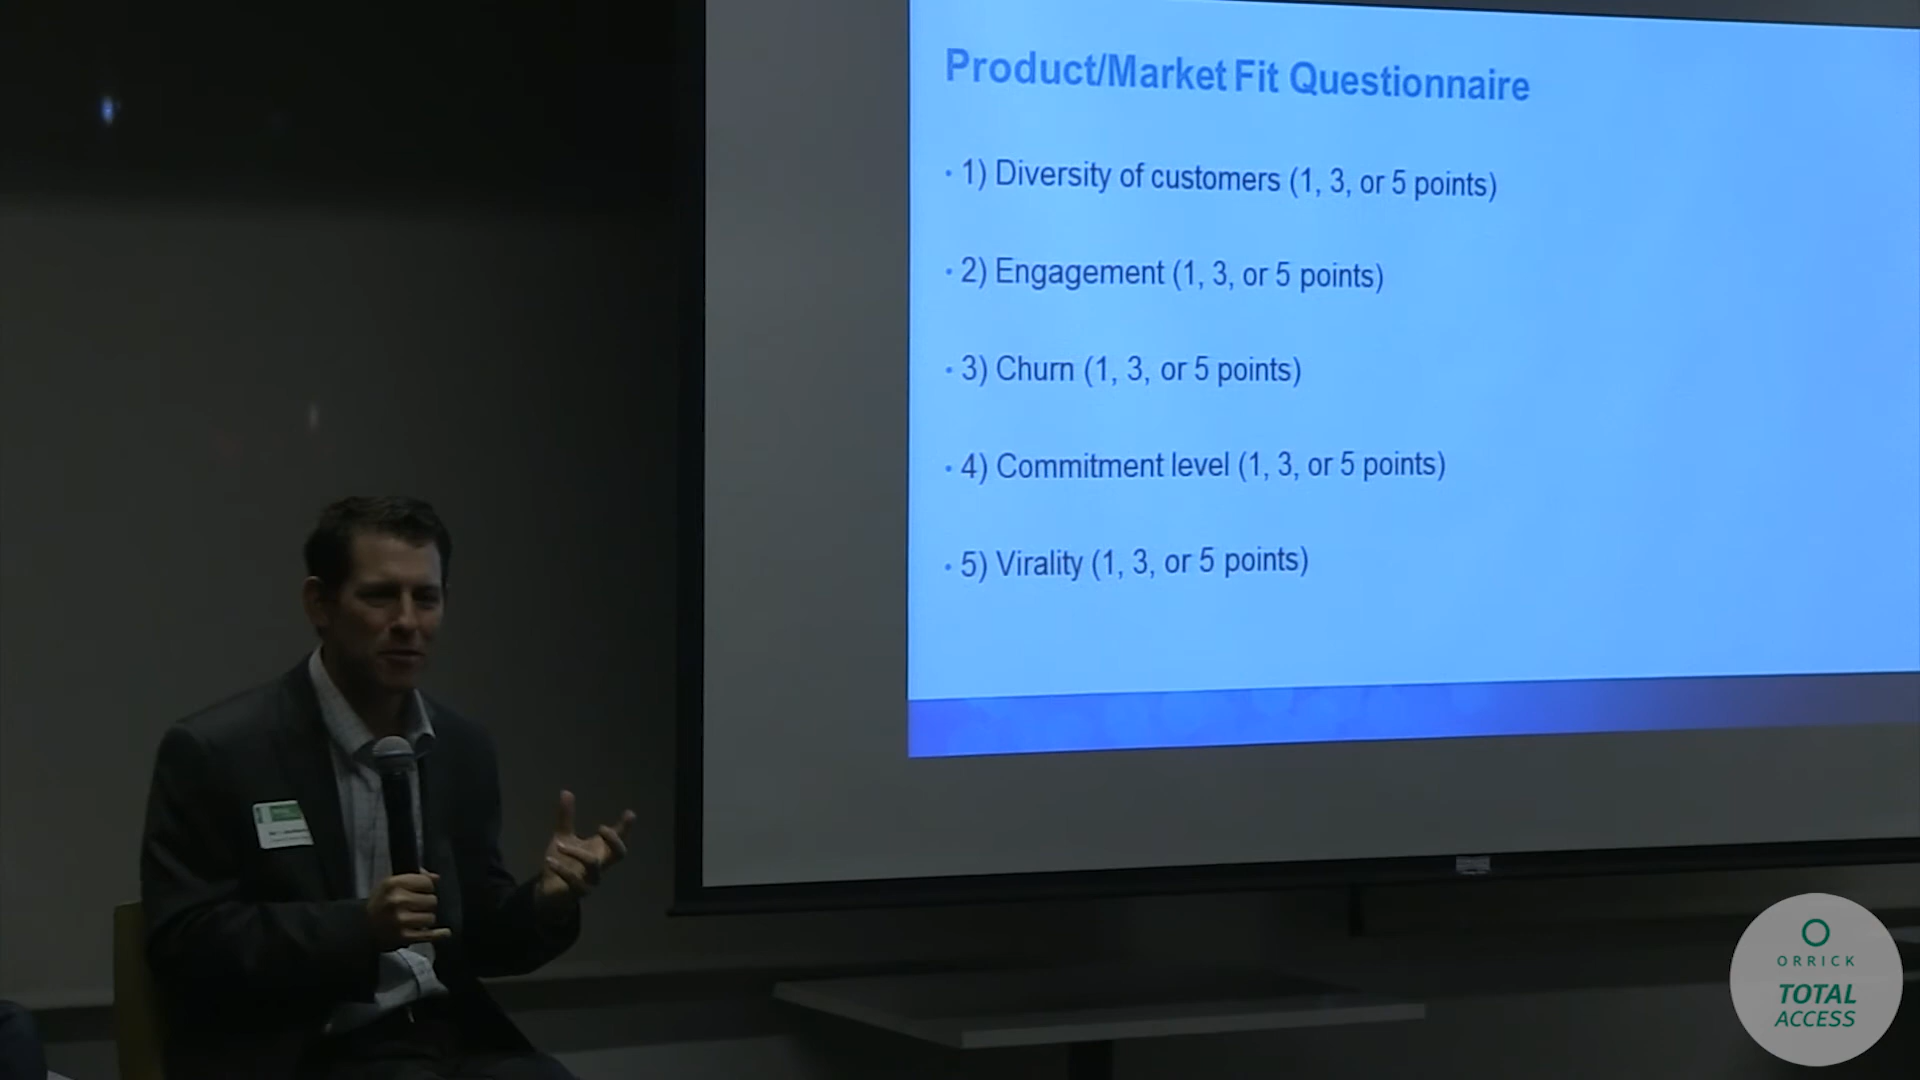 Product/Market Fit Questionnaire
• 1) Diversity of customers (1, 3, or 5 points)
• 2) Engagement (1, 3, or 5 points)
• 3) Churn (1, 3, or 5 points)
• 4) Commitment level (1, 3, or 5 points)
• 5) Virality (1, 3, or 5 points)
ORRICK
TOTAL
ACCESS